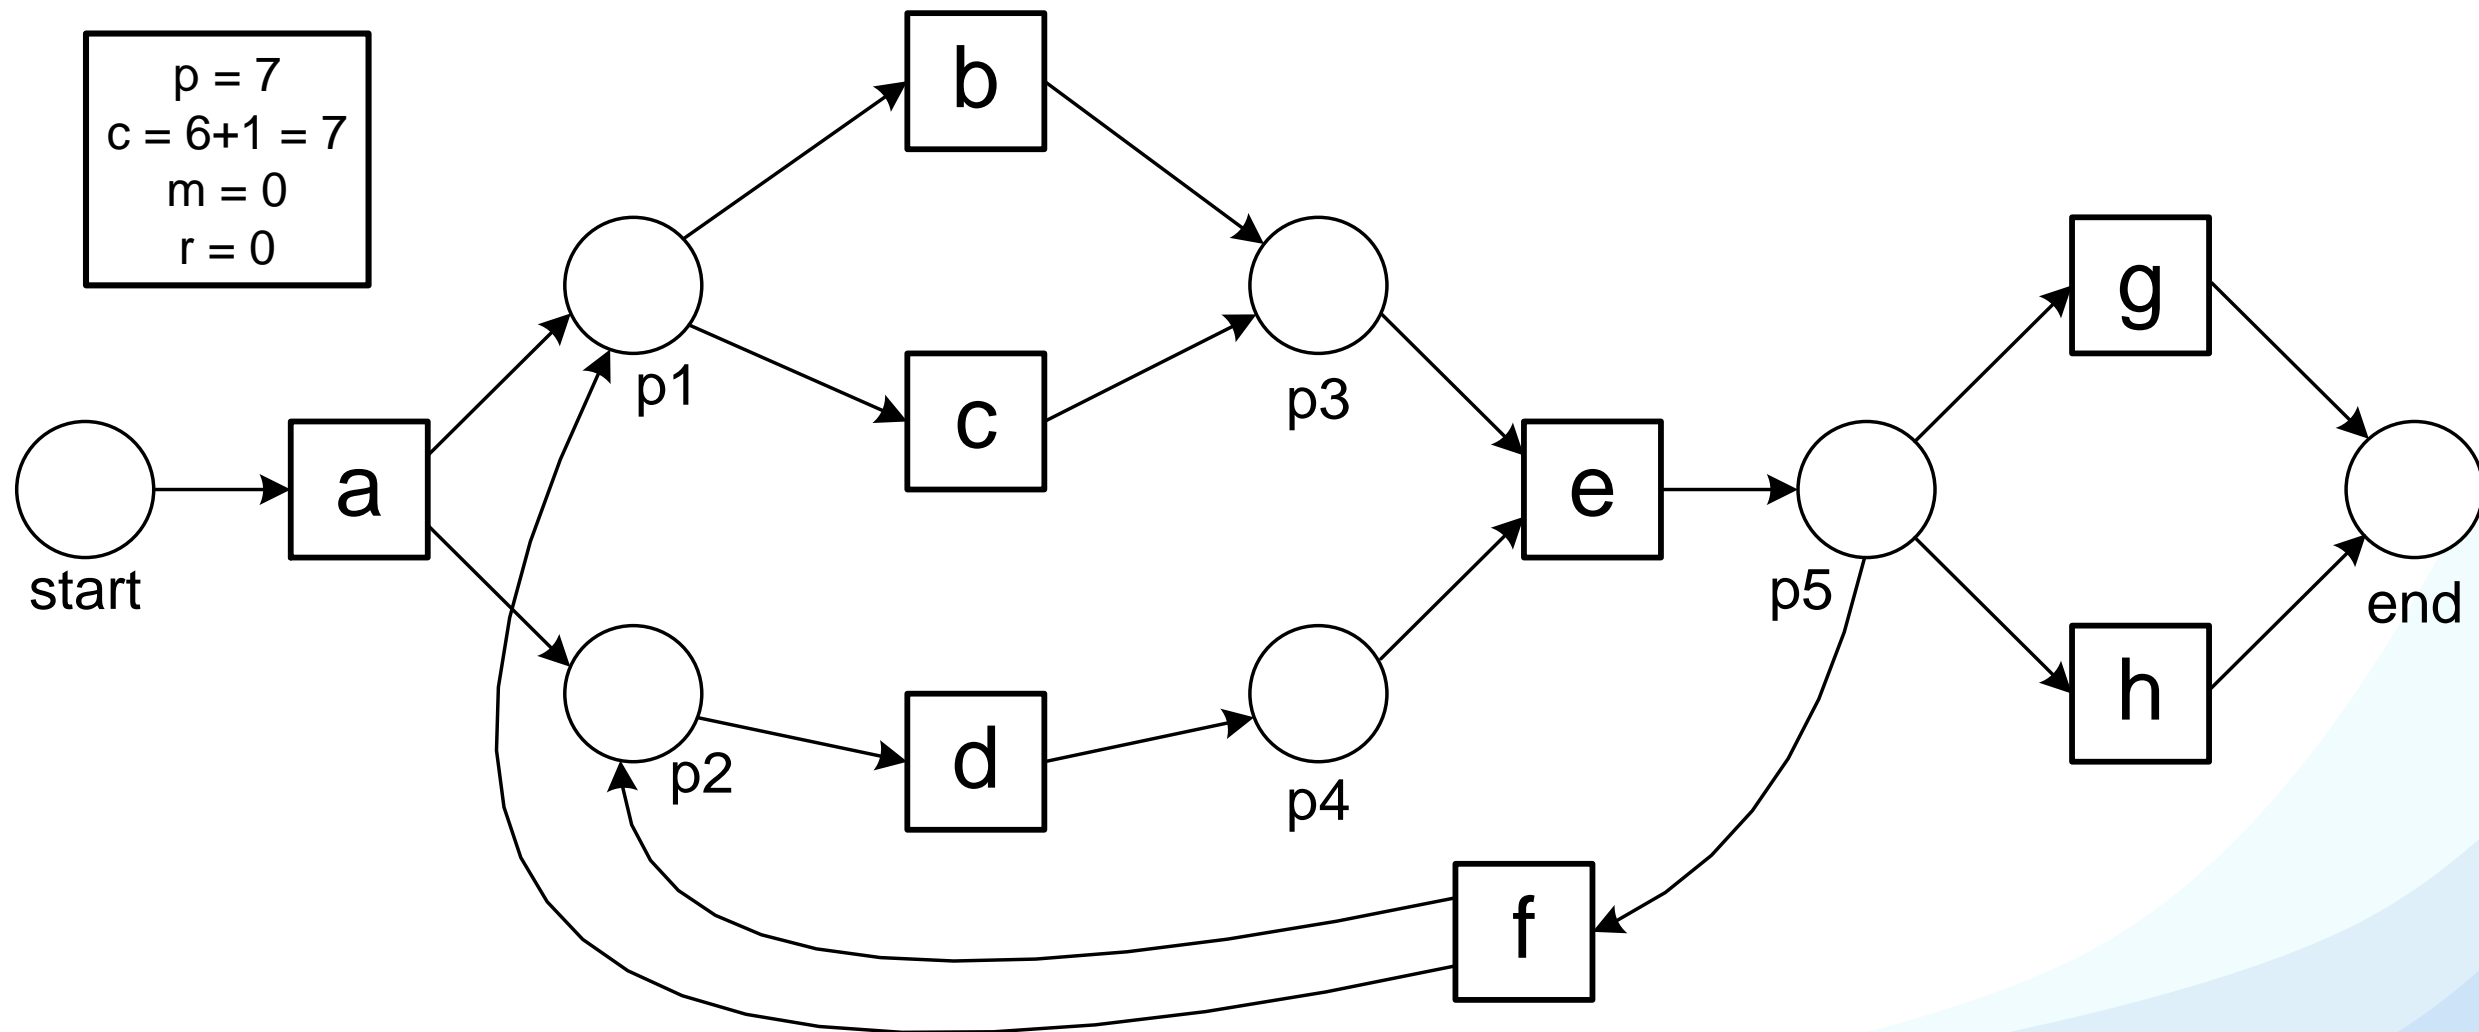 p = 7
c = 6+1 = 7
m = 0
r = 0
b
g
p1
c
p3
a
e
start
p5
end
h
p2
d
p4
f